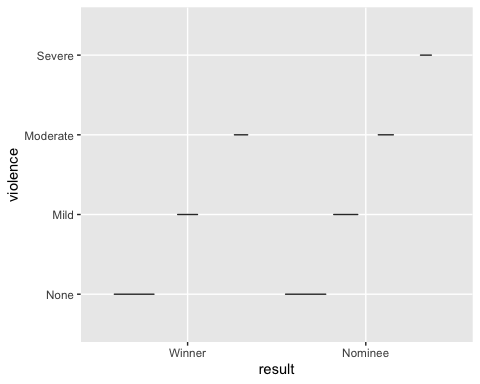 Severe
Moderate
Mild
None
violence
Winner Nominee
result